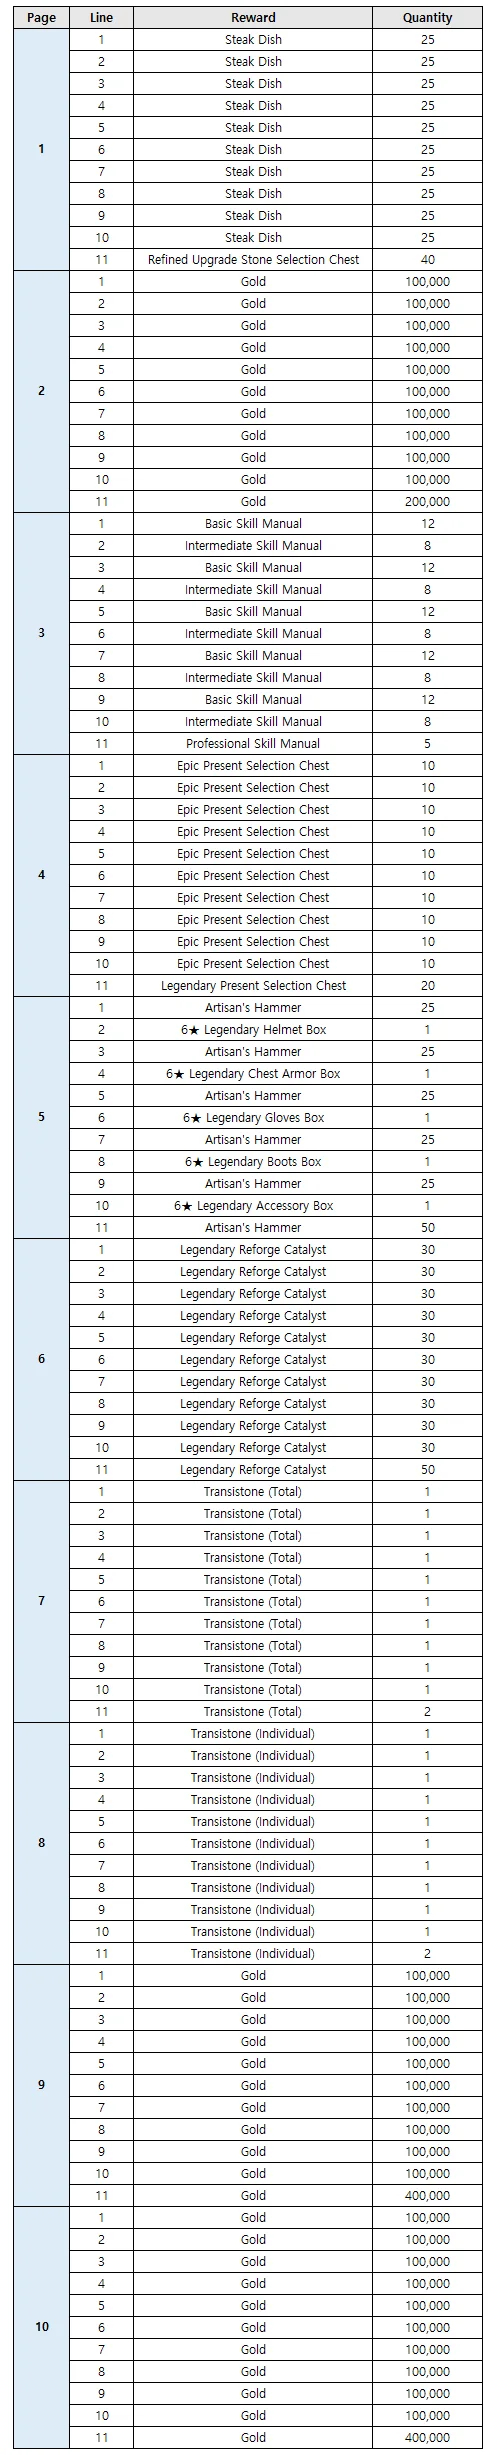 Page Line Reward Quantity
1 Steak Dish 25
2 Steak Dish 25
3 Steak Dish 25
4 Steak Dish 25
5 Steak Dish 25
1 6 Steak Dish 25
7 Steak Dish 25
8 Steak Dish 25
9 Steak Dish 25
10 Steak Dish 25
11 Refined Upgrade Stone Selection Chest 40
1 Gold 100,000
2 Gold 100,000
3 Gold 100,000
4 Gold 100,000
5 Gold 100,000
2 6 Gold 100,000
7 Gold 100,000
8 Gold 100,000
9 Gold 100,000
10 Gold 100,000
11 Gold 200,000
1 Basic Skill Manual 12
2 Intermediate Skill Manual 8
3 Basic Skill Manual 12
4 Intermediate Skill Manual 8
5 Basic Skill Manual 12
3 6 Intermediate Skill Manual 8
7 Basic Skill Manual 12
8 Intermediate Skill Manual 8
9 Basic Skill Manual 12
10 Intermediate Skill Manual 8
11 Professional Skill Manual 5
1 Epic Present Selection Chest 10
2 Epic Present Selection Chest 10
3 Epic Present Selection Chest 10
4 Epic Present Selection Chest 10
5 Epic Present Selection Chest 10
4 6 Epic Present Selection Chest 10
7 Epic Present Selection Chest 10
8 Epic Present Selection Chest 10
9 Epic Present Selection Chest 10
10 Epic Present Selection Chest 10
11 Legendary Present Selection Chest 20
1 Artisan's Hammer 25
2 6★ Legendary Helmet Box 1
3 Artisan's Hammer 25
4 6★ Legendary Chest Armor Box 1
5 Artisan's Hammer 25
5 6 6★ Legendary Gloves Box 1
7 Artisan's Hammer 25
8 6★ Legendary Boots Box 1
9 Artisan's Hammer 25
10 6★ Legendary Accessory Box 1
11 Artisan's Hammer 50
1 Legendary Reforge Catalyst 30
2 Legendary Reforge Catalyst 30
3 Legendary Reforge Catalyst 30
4 Legendary Reforge Catalyst 30
5 Legendary Reforge Catalyst 30
6 6 Legendary Reforge Catalyst 30
7 Legendary Reforge Catalyst 30
8 Legendary Reforge Catalyst 30
9 Legendary Reforge Catalyst 30
10 Legendary Reforge Catalyst 30
11 Legendary Reforge Catalyst 50
1 Transistone (Total) 1
2 Transistone (Total) 1
3 Transistone (Total) 1
4 Transistone (Total) 1
5 Transistone (Total) 1
7 6 Transistone (Total) 1
7 Transistone (Total) 1
8 Transistone (Total) 1
9 Transistone (Total) 1
10 Transistone (Total) 1
11 Transistone (Total) 2
1 Transistone (Individual) 1
2 Transistone (Individual) 1
3 Transistone (Individual) 1
4 Transistone (Individual) 1
5 Transistone (Individual) 1
8 6 Transistone (Individual) 1
7 Transistone (Individual) 1
8 Transistone (Individual) 1
9 Transistone (Individual) 1
10 Transistone (Individual) 1
11 Transistone (Individual) 2
1 Gold 100,000
2 Gold 100,000
3 Gold 100,000
4 Gold 100,000
5 Gold 100,000
9 6 Gold 100,000
7 Gold 100,000
8 Gold 100,000
9 Gold 100,000
10 Gold 100,000
11 Gold 400,000
1 Gold 100,000
2 Gold 100,000
3 Gold 100,000
4 Gold 100,000
5 Gold 100,000
10 6 Gold 100,000
7 Gold 100,000
8 Gold 100,000
9 Gold 100,000
10 Gold 100,000
11 Gold 400,000